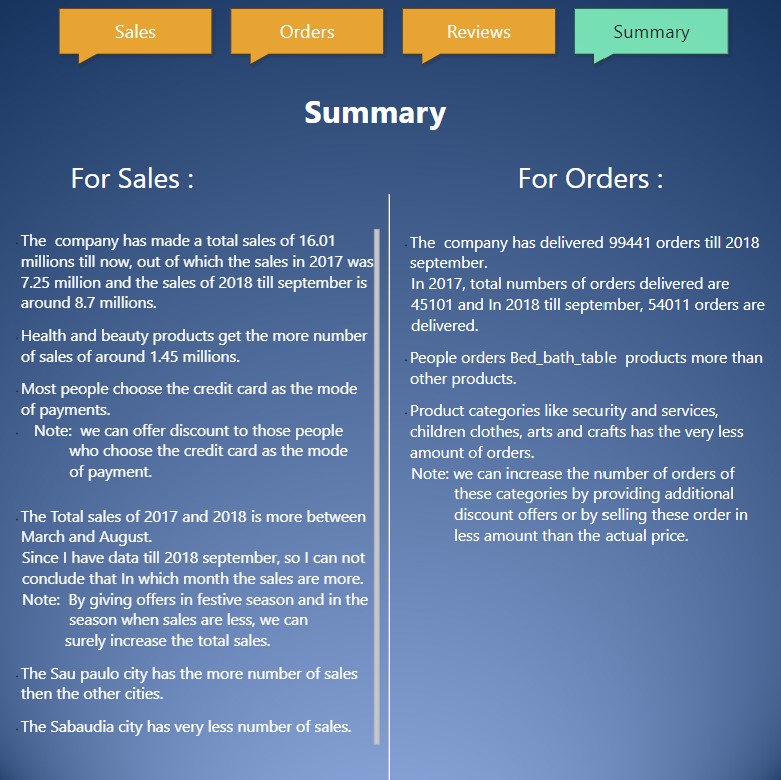 Sales
Orders
Reviews
Summary
Summary
For Sales :
The company has made a total sales of 16.01
millions till now, out of which the sales in 2017 was
7.25 million and the sales of 2018 till september is
around 8.7 millions.
Health and beauty products get the more number
of sales of around 1.45 millions.
Most people choose the credit card as the mode
of payments.
Note: we can offer discount to those people
who choose the credit card as the mode
of payment.
The Total sales of 2017 and 2018 is more between
March and August.
Since I have data till 2018 september, so I can not
conclude that In which month the sales are more.
Note: By giving offers in festive season and in the
season when sales are less, we can
surely increase the total sales.
The Sau paulo city has the more number of sales
then the other cities.
The Sabaudia city has very less number of sales.
For Orders :
The company has delivered 99441 orders till 2018
september.
In 2017, total numbers of orders delivered are
45101 and In 2018 till september, 54011 orders are
delivered.
People orders Bed_bath_table products more than
other products.
Product categories like security and services,
children clothes, arts and crafts has the very less
amount of orders.
Note: we can increase the number of orders of
these categories by providing additional
discount offers or by selling these order in
less amount than the actual price.